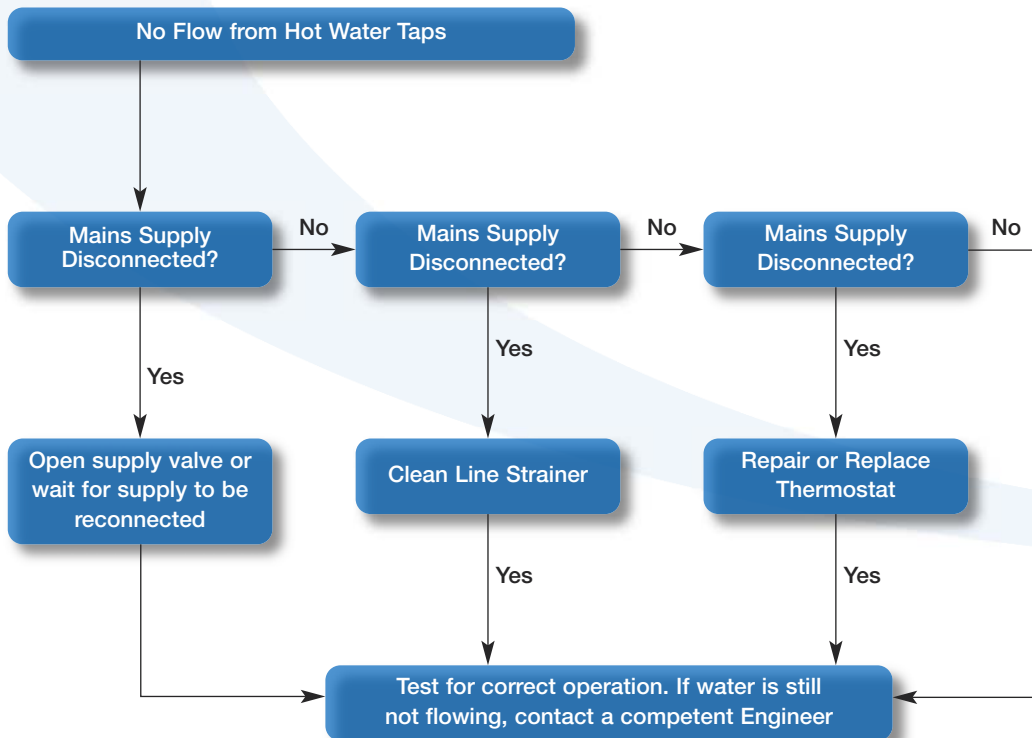 No Flow from Hot Water Taps
Mains Supply
Disconnected?
No
Mains Supply
Disconnected?
No
Mains Supply
Disconnected?
No
Yes
Yes
Yes
Open supply valve or
wait for supply to be
reconnected
Clean Line Strainer
Repair or Replace
Thermostat
Yes
Yes
Test for correct operation. If water is still
not flowing, contact a competent Engineer